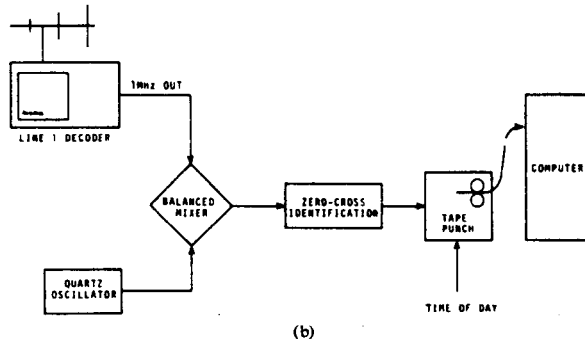 1MHz OUT
LINE 1 DECODER
COMPUTER
BALANCED
MIXER
ZERO-CROSS
IDENTIFICATION
TAPE
PUNCH
QUARTZ
OSCILLATOR
TIME OF DAY
(b)